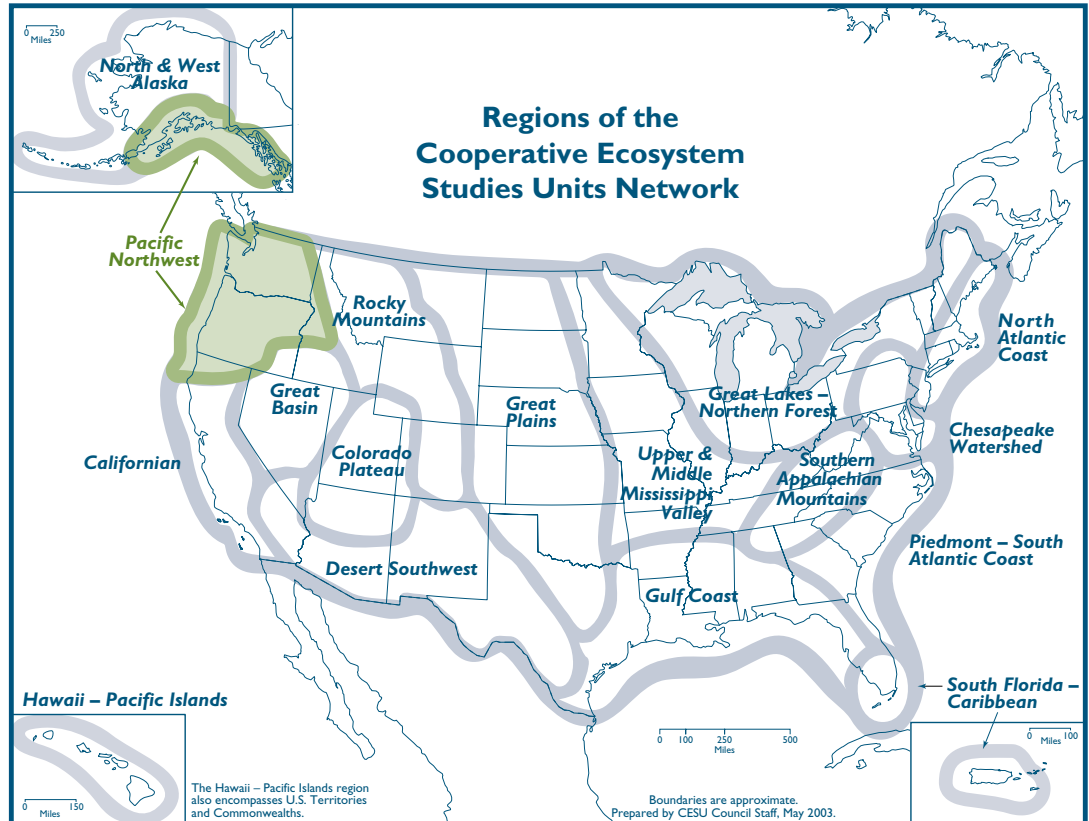 0 250
Miles
North & West
Alaska
Regions of the
Cooperative Ecosystem
Studies Units Network
Pacific
Northwest
Rocky
Mountains
North
Atlantic
Coast
Great
Basin
Great
Plains
Great Lakes –
Northern Forest
Chesapeake
Watershed
Californian
Colorado
Plateau
Upper &
Middle
Mississippi
Valley
Southern
Appalachian
Mountains
Piedmont – South
Atlantic Coast
Desert Southwest
Gulf Coast
Hawaii – Pacific Islands
South Florida –
Caribbean
0 100 250 500
Miles
0 100
Miles
0 150
Miles
The Hawaii – Pacific Islands region
also encompasses U.S. Territories
and Commonwealths.
Boundaries are approximate.
Prepared by CESU Council Staff, May 2003.